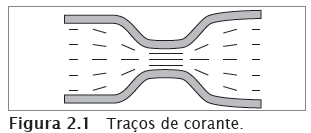 Figura 2.1 Traços de corante.